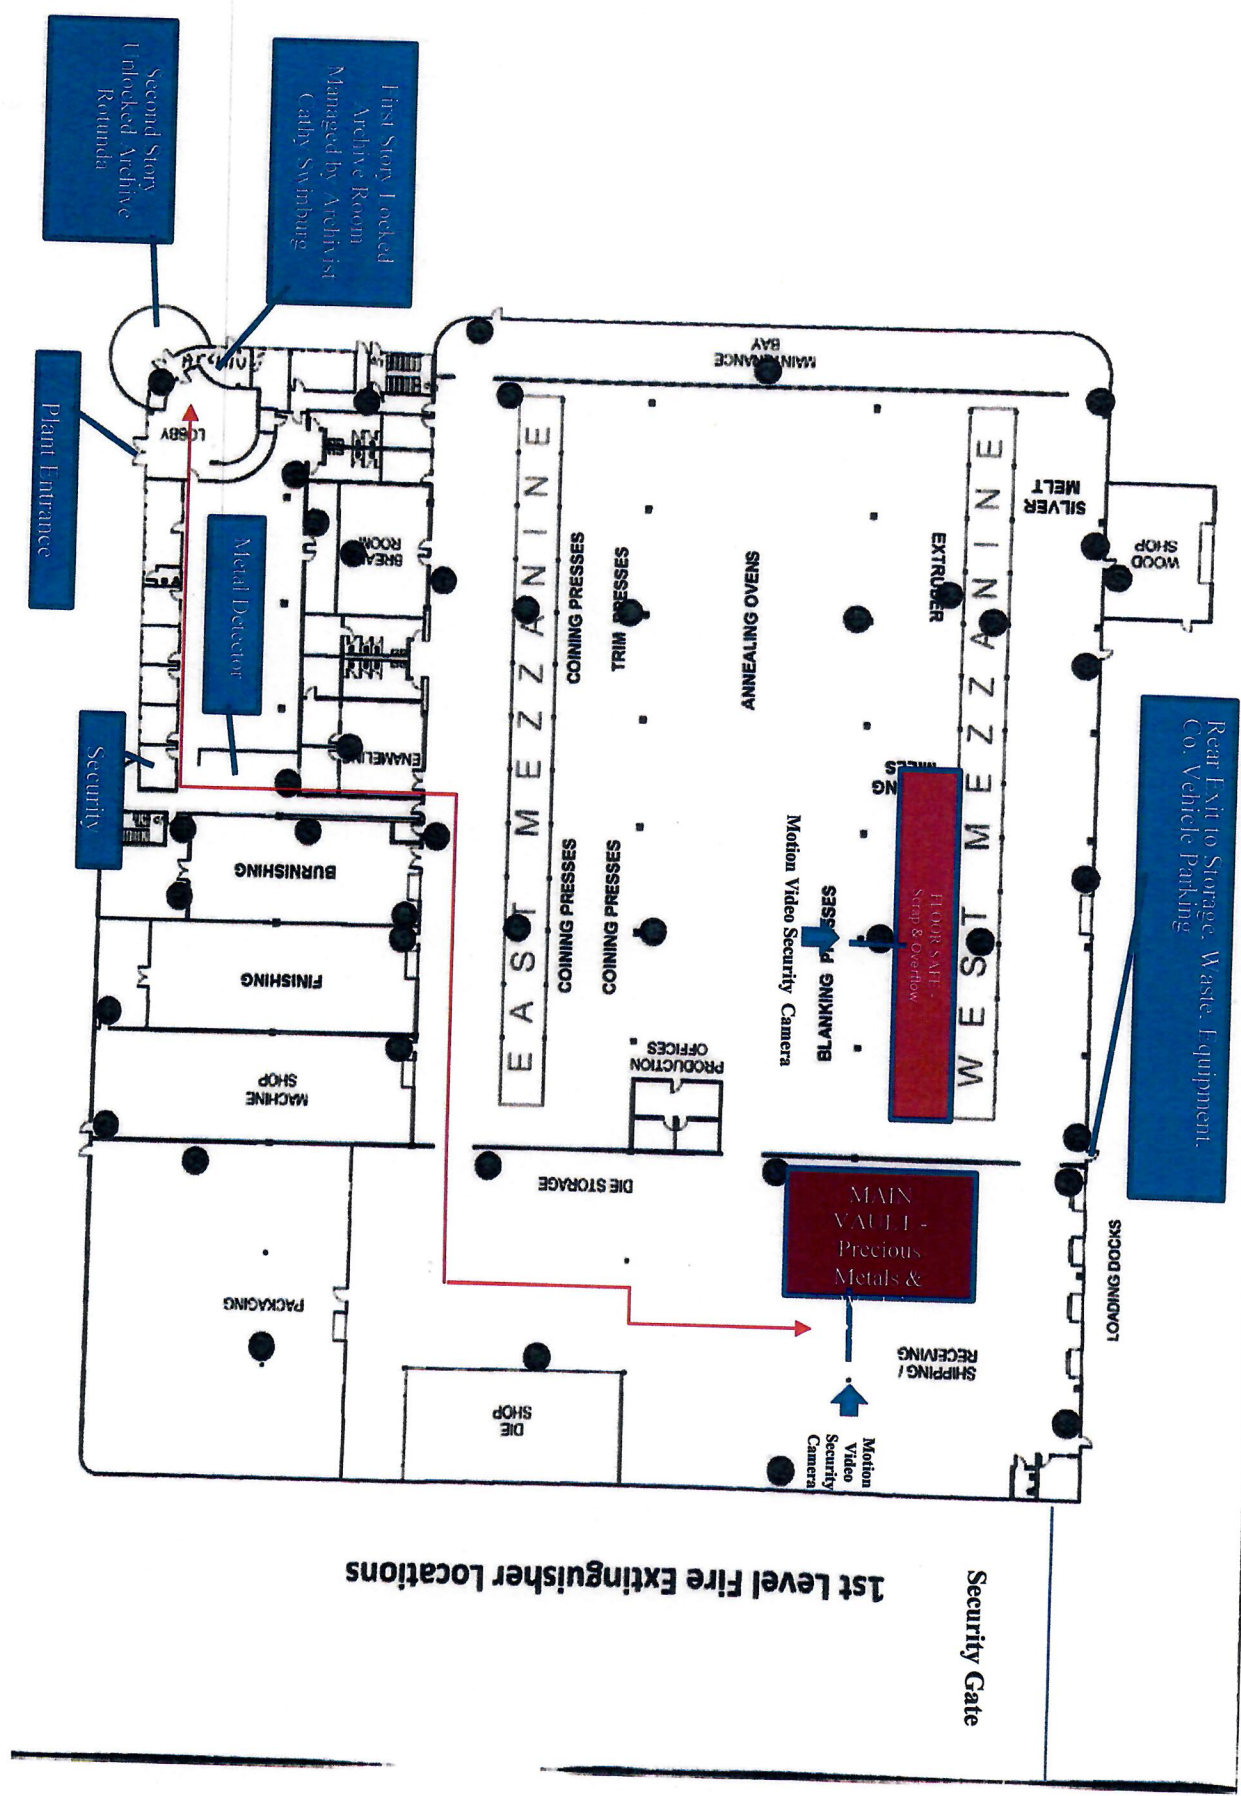 Second Story
Unlocked Archive
Rotunda
First Story Locked
Archive Room
Managed by Archivist
Cathy Swinburg
Plant Entrance
Metal Detector
Security
Rear Exit to Storage, Waste, Equipment,
Co. Vehicle Parking
MAINTENANCE
BAY
LOBBY
BREAK
ROOM
ENAMELING
EAST MEZZANINE
WEST MEZZANINE
SILVER
MELT
WOOD
SHOP
EXTRUDER
COINING PRESSES
TRIM PRESSES
ANNEALING OVENS
FLOOR SAFE -
Scrap & Overflow
Motion Video Security Camera
BLANKING PRESSES
COINING PRESSES
COINING PRESSES
BURNISHING
FINISHING
MACHINE
SHOP
PRODUCTION
OFFICES
DIE STORAGE
MAIN
VAULT -
Precious
Metals &
LOADING DOCKS
PACKAGING
SHIPPING /
RECEIVING
DIE
SHOP
Motion
Video
Security
Camera
1st Level Fire Extinguisher Locations
Security Gate